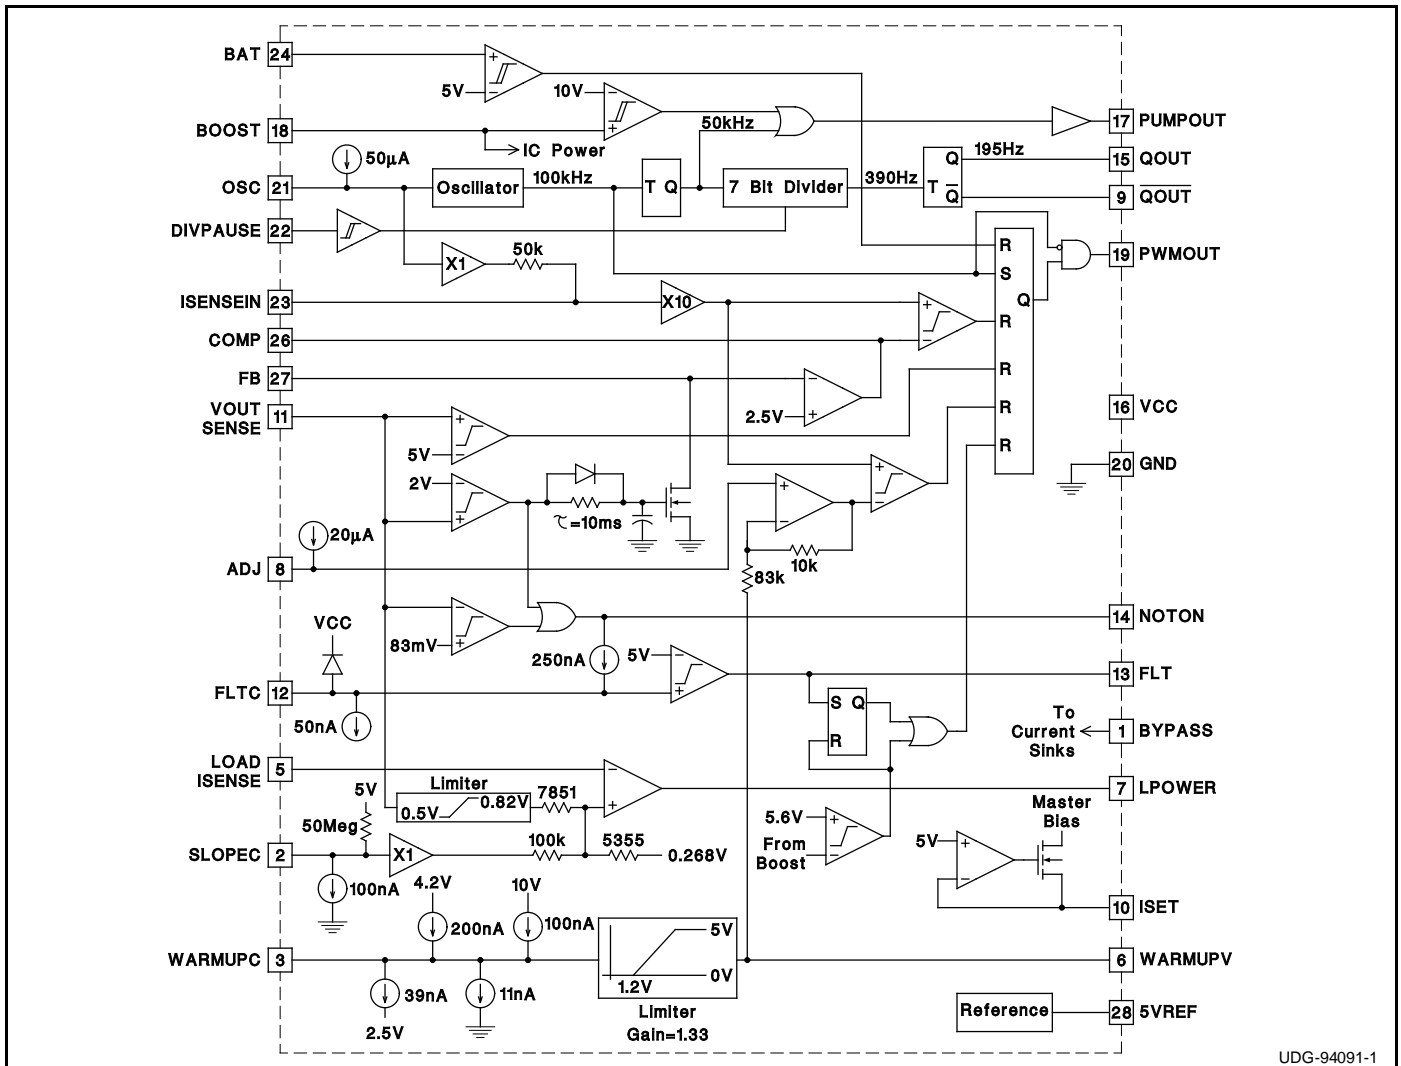 BAT 24
5V
10V
BOOST 18
IC Power
50kHz
17 PUMPOUT
50µA
OSC 21
Oscillator
100kHz
T Q
7 Bit Divider
390Hz
Q
T
Q
195Hz
15 QOUT
9 QOUT
DIVPAUSE 22
X1
50k
R
S
Q
R
R
R
R
19 PWMOUT
ISENSEIN 23
X10
COMP 26
FB 27
2.5V
VOUT
SENSE 11
5V
2V
τ=10ms
16 VCC
20 GND
20µA
ADJ 8
10k
83k
83mV
14 NOTON
VCC
250nA
5V
13 FLT
FLTC 12
50nA
S Q
R
To
Current
Sinks
1 BYPASS
LOAD
ISENSE 5
Limiter
0.5V 0.82V
7851
7 LPOWER
5V
50Meg
SLOPEC 2
X1
100k
5355
0.268V
100nA
5.6V
From
Boost
Master
Bias
5V
10 ISET
4.2V
200nA
10V
100nA
WARMUPC 3
39nA
2.5V
11nA
5V
0V
1.2V
Limiter
Gain=1.33
6 WARMUPV
Reference
28 5VREF
UDG-94091-1